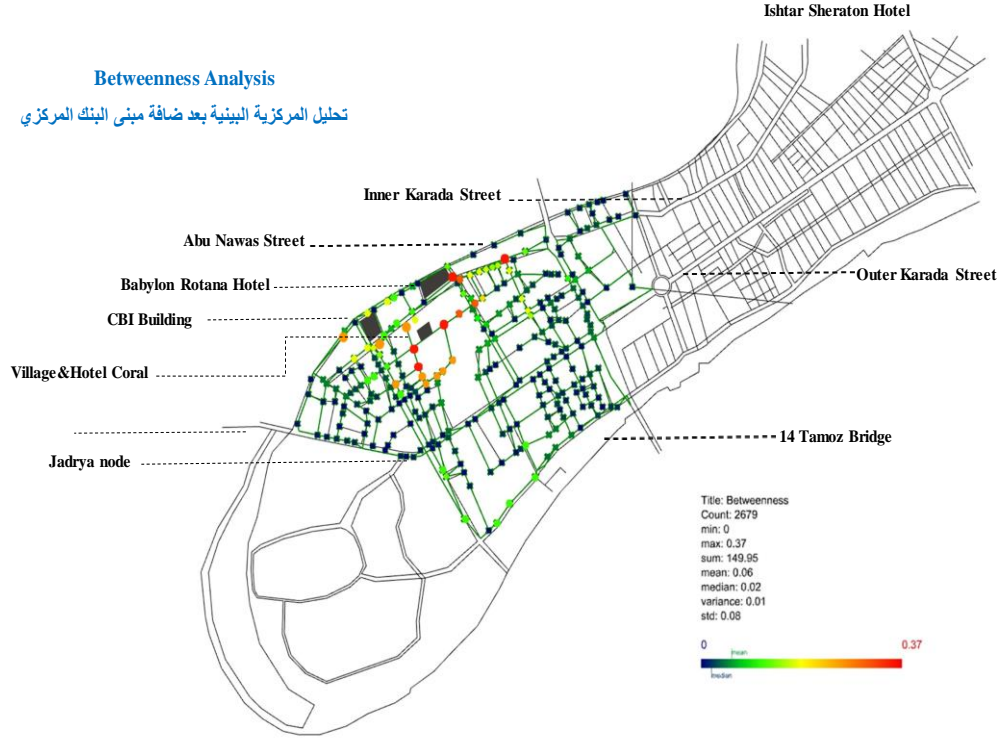 Ishtar Sheraton Hotel
Betweenness Analysis
تحليل المركزية البينية بعد ضافة مبنى البنك المركزي
Inner Karada Street
Abu Nawas Street
Babylon Rotana Hotel
Outer Karada Street
CBI Building
Village&Hotel Coral
14 Tamoz Bridge
Jadrya node
Title: Betweenness
Count: 2679
min: 0
max: 0.37
sum: 149.95
mean: 0.06
median: 0.02
variance: 0.01
std: 0.08
0 0.37
mean
median